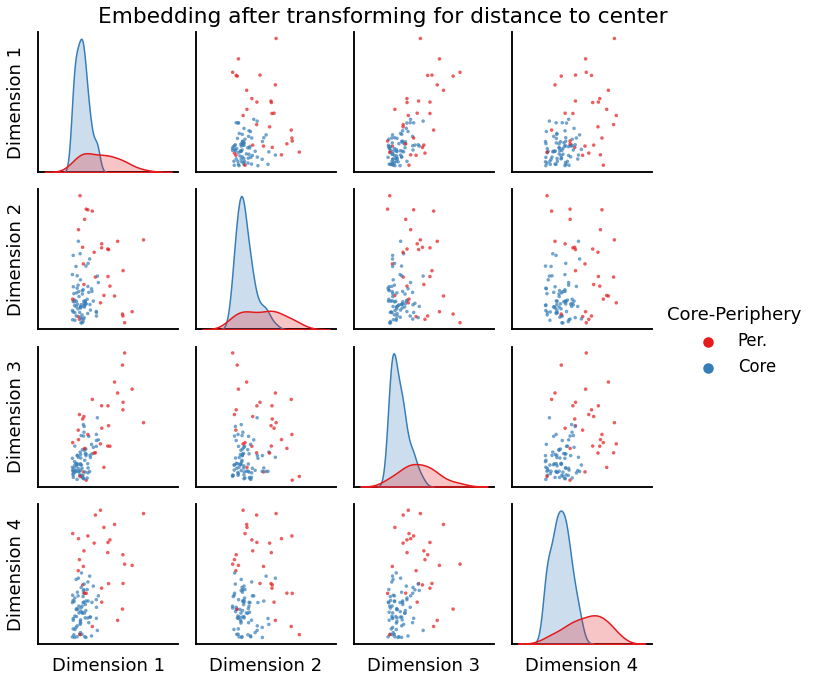 Embedding after transforming for distance to center
Dimension 1
Dimension 2
Dimension 3
Dimension 4
Core-Periphery
Per.
Core
Dimension 1
Dimension 2
Dimension 3
Dimension 4